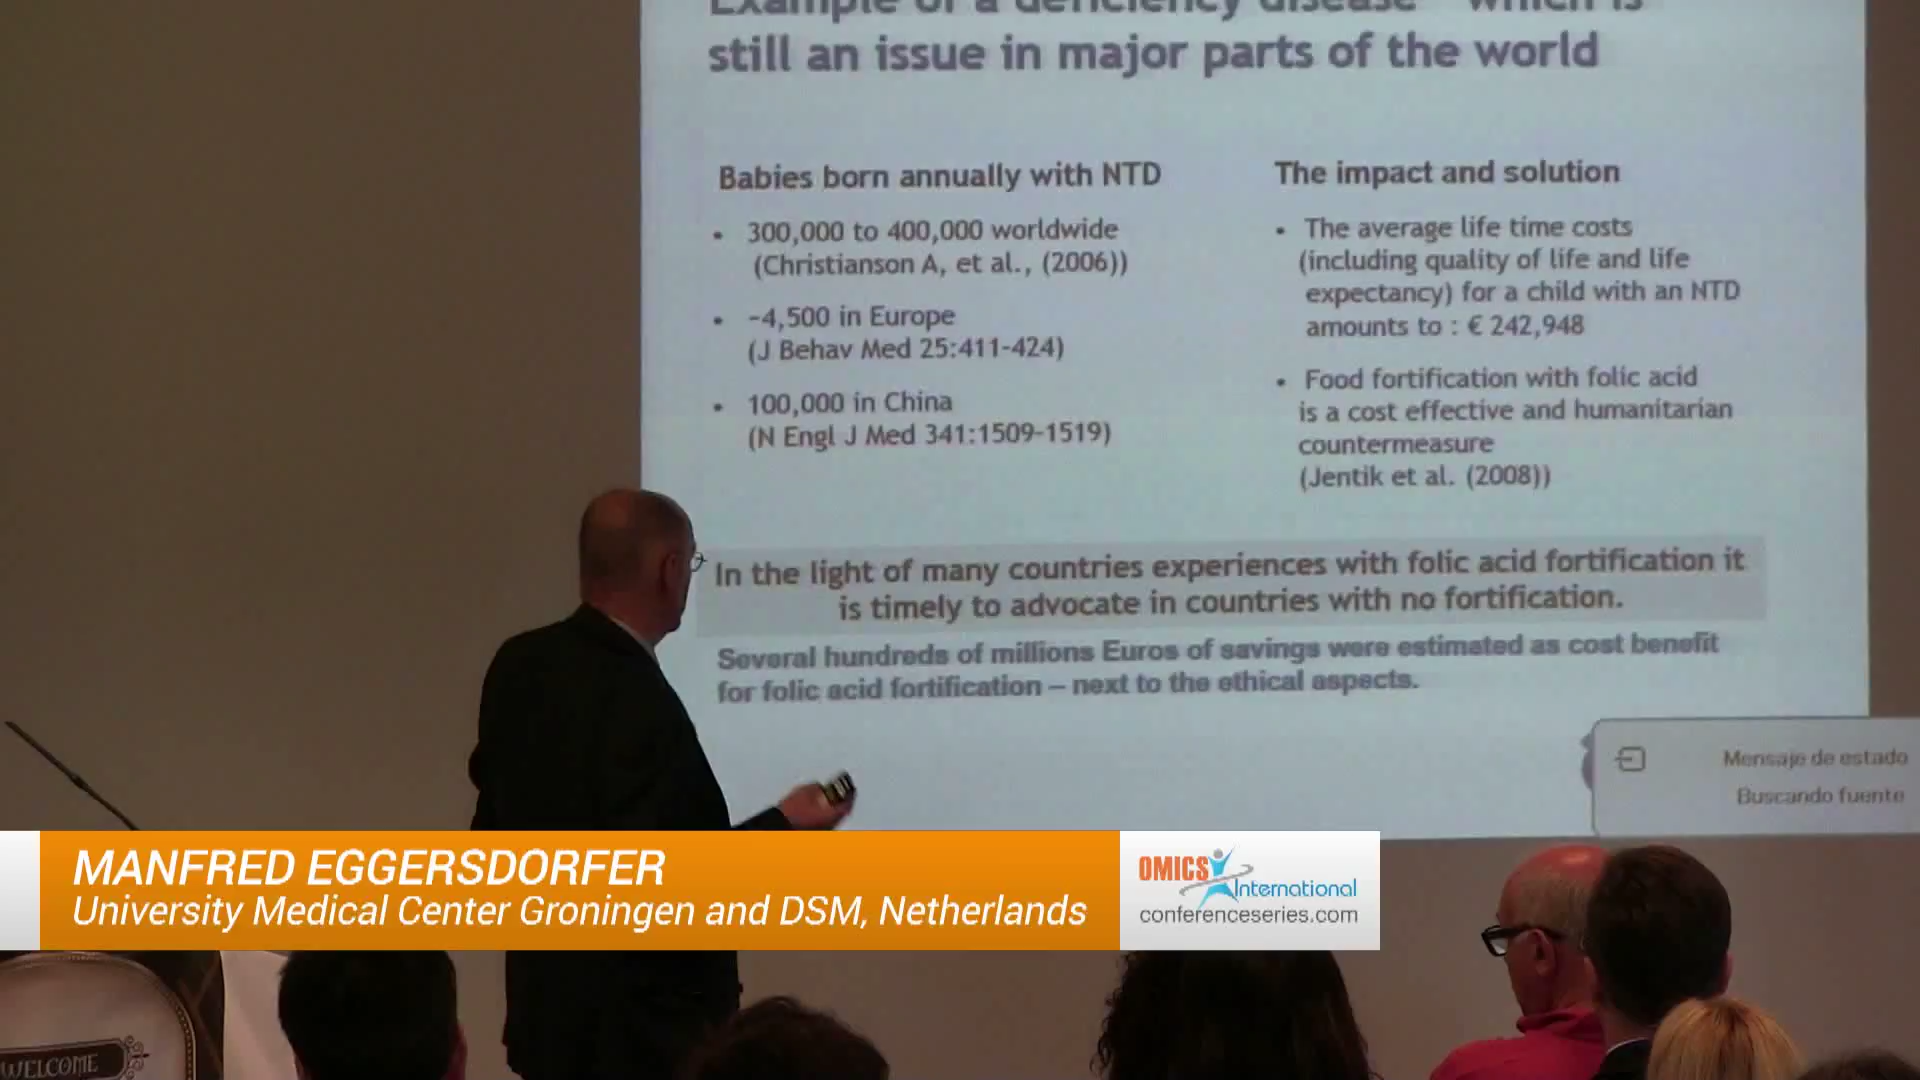 Example of a deficiency disease – which is
still an issue in major parts of the world
Babies born annually with NTD
• 300,000 to 400,000 worldwide
(Christianson A, et al., (2006))
• ~4,500 in Europe
(J Behav Med 25:411-424)
• 100,000 in China
(N Engl J Med 341:1509-1519)
The impact and solution
• The average life time costs
(including quality of life and life
expectancy) for a child with an NTD
amounts to : € 242,948
• Food fortification with folic acid
is a cost effective and humanitarian
countermeasure
(Jentik et al. (2008))
In the light of many countries experiences with folic acid fortification it
is timely to advocate in countries with no fortification.
Several hundreds of millions Euros of savings were estimated as cost benefit
for folic acid fortification – next to the ethical aspects.
Mensaje de estado
Buscando fuente
MANFRED EGGERSDORFER
University Medical Center Groningen and DSM, Netherlands
OMICS
International
conferenceseries.com
WELCOME